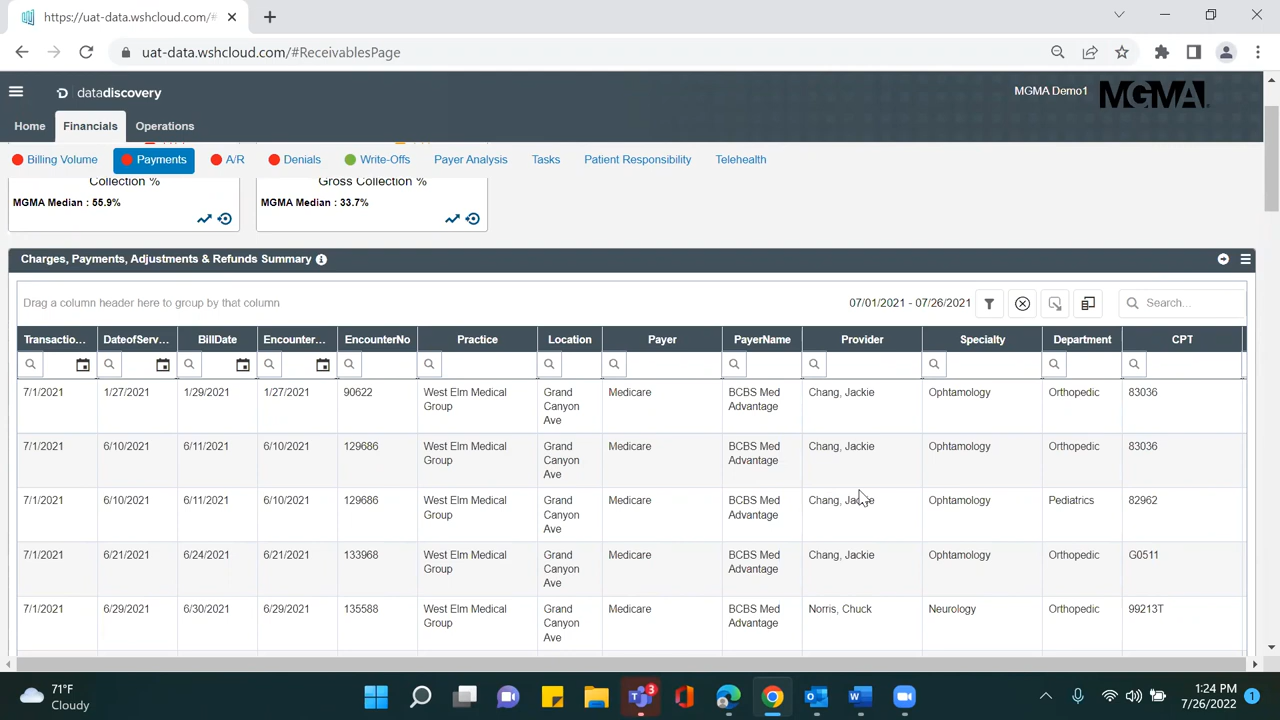 https://uat-data.wshcloud.com/#
uat-data.wshcloud.com/#ReceivablesPage
datadiscovery
MGMA Demo1
MGMA
Home Financials Operations
Billing Volume Payments A/R Denials Write-Offs Payer Analysis Tasks Patient Responsibility Telehealth
Collection % Gross Collection %
MGMA Median : 55.9% MGMA Median : 33.7%
Charges, Payments, Adjustments & Refunds Summary
Drag a column header here to group by that column 07/01/2021 - 07/26/2021 Search...
Transactio... DateofServ... BillDate Encounter... EncounterNo Practice Location Payer PayerName Provider Specialty Department CPT
7/1/2021 1/27/2021 1/29/2021 1/27/2021 90622 West Elm Medical Grand Medicare BCBS Med Chang, Jackie Ophtamology Orthopedic 83036
Group Canyon Advantage
Ave
7/1/2021 6/10/2021 6/11/2021 6/10/2021 129686 West Elm Medical Grand Medicare BCBS Med Chang, Jackie Ophtamology Orthopedic 83036
Group Canyon Advantage
Ave
7/1/2021 6/10/2021 6/11/2021 6/10/2021 129686 West Elm Medical Grand Medicare BCBS Med Chang, Jackie Ophtamology Pediatrics 82962
Group Canyon Advantage
Ave
7/1/2021 6/21/2021 6/24/2021 6/21/2021 133968 West Elm Medical Grand Medicare BCBS Med Chang, Jackie Ophtamology Orthopedic G0511
Group Canyon Advantage
Ave
7/1/2021 6/29/2021 6/30/2021 6/29/2021 135588 West Elm Medical Grand Medicare BCBS Med Norris, Chuck Neurology Orthopedic 99213T
Group Canyon Advantage
Ave
71°F 3 1:24 PM
Cloudy 7/26/2022 1